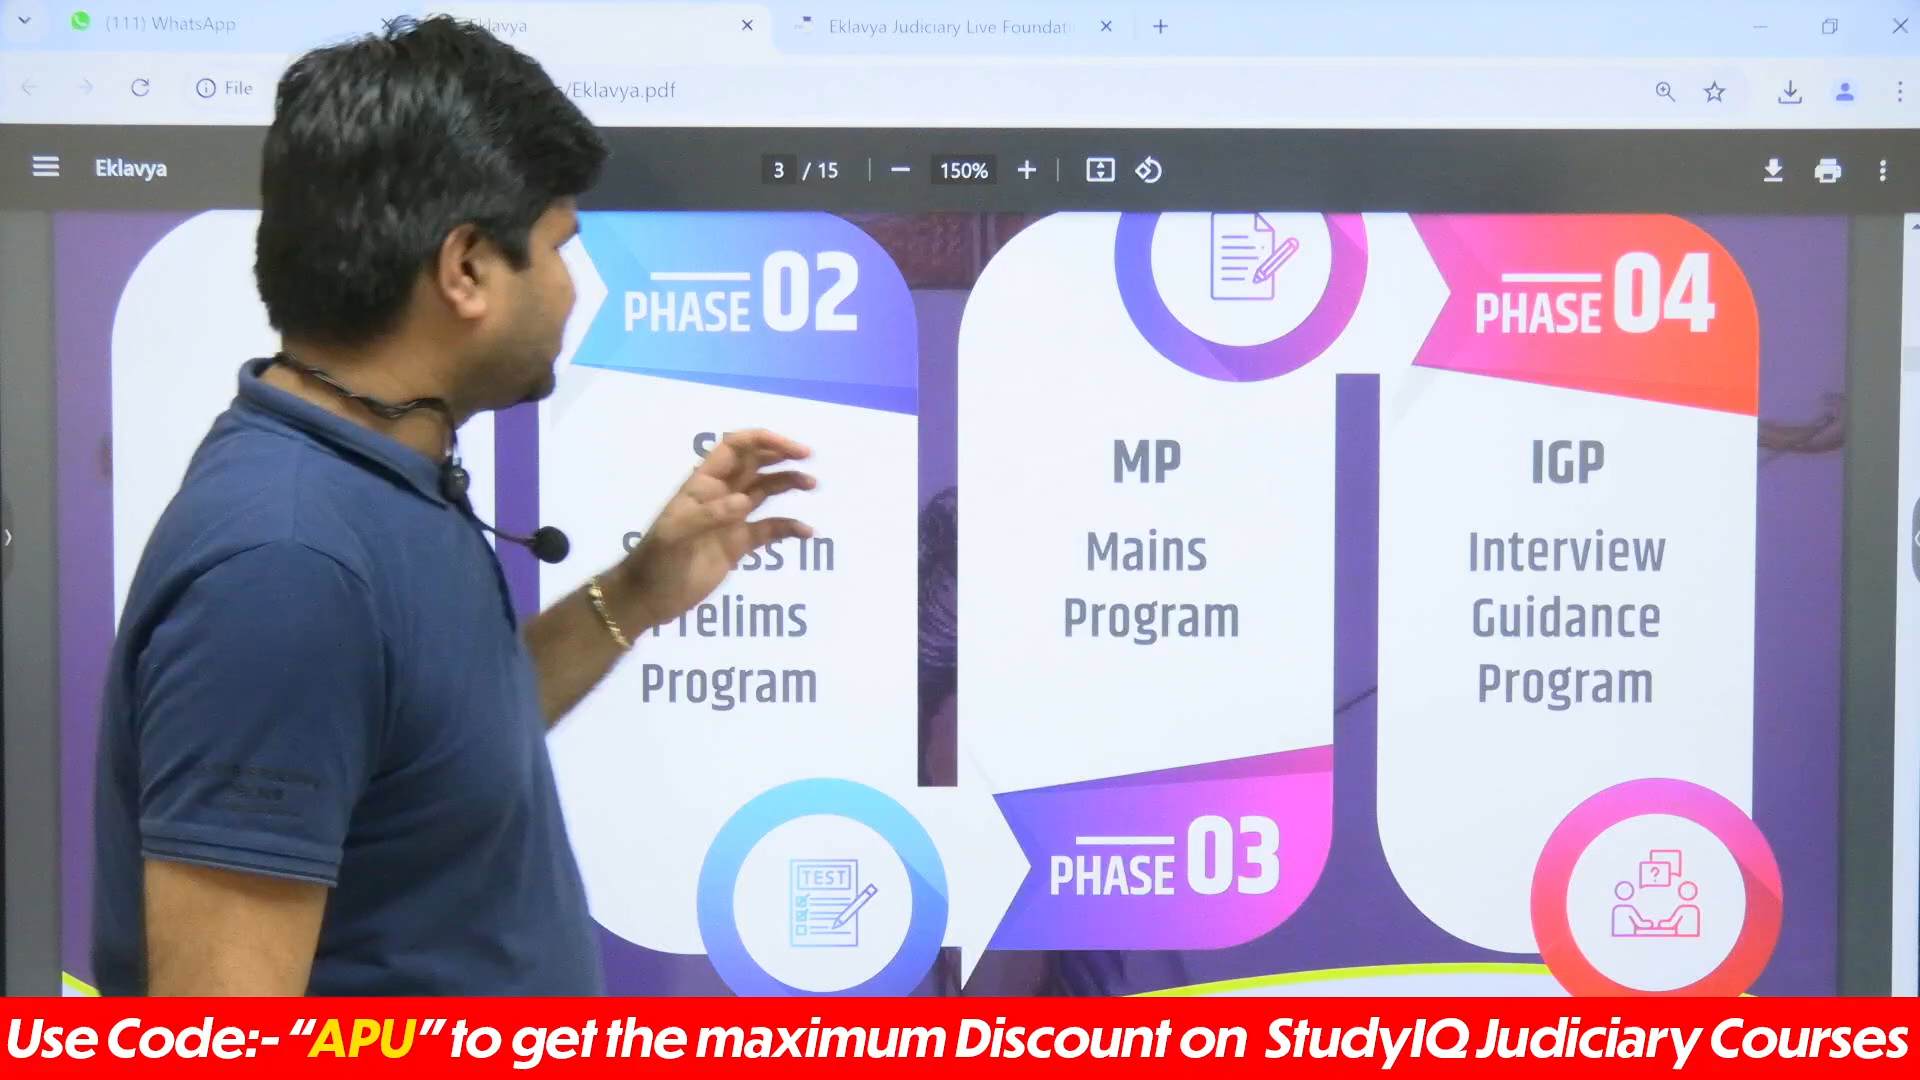 (111) WhatsApp
Eklavya
Eklavya Judiciary Live Foundati
File
/Eklavya.pdf
Eklavya
3 / 15
150%
PHASE 02
in
Prelims
Program
TEST
MP
Mains
Program
PHASE 03
PHASE 04
IGP
Interview
Guidance
Program
?
Use Code:- “APU” to get the maximum Discount on StudyIQ Judiciary Courses